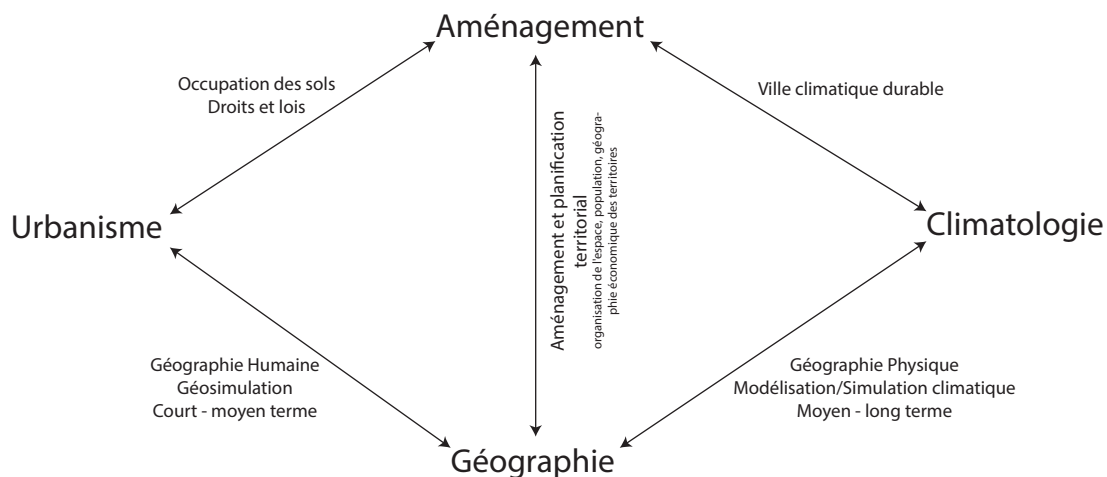 Aménagement
Occupation des sols
Droits et lois
Ville climatique durable
Aménagement et planification
territorial
organisation de l'espace, population, géogra-
phie économique des territoires
Urbanisme
Climatologie
Géographie Humaine
Géosimulation
Court - moyen terme
Géographie Physique
Modélisation/Simulation climatique
Moyen - long terme
Géographie